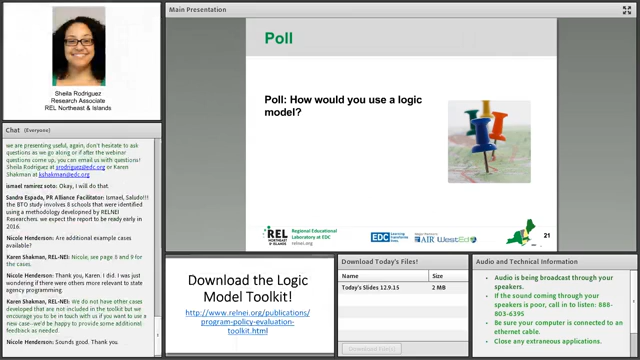 Sheila Rodriguez
Research Associate
REL Northeast & Islands
Chat (Everyone)
we are presenting useful, again, don't hesitate to
ask questions as we go along or if after the
webinar questions come up, you can email us with questions!
Sheila Rodriguez at srodriguez@edc.org or Karen
Shakman at kshakman@edc.org
ismael ramirez soto: Okay, I will do that.
Sandra Espada, PR Alliance Facilitator: Ismael, Saludo!!!
the BTO study involves 8 schools that were identified
using a methodology developed by RELNEI
Researchers. we expect the report to be ready early in
2016.
Nicole Henderson: Are additional example cases
available?
Karen Shakman, REL-NEI: Nicole, see page 8 and 9 for
the cases.
Nicole Henderson: Thank you, Karen. I did. I was just
wondering if there others more relevant to state
agency programming.
Karen Shakman, REL-NEI: We do not have other cases
developed that are not included in the toolkit but we
encourage you to be in touch with us if you want to use
a new case--we'd be happy to provide some additional
feedback as needed
Nicole Henderson: Sounds good. Thank you.
Main Presentation
Poll
Poll: How would you use a logic
model?
REL
NORTHEAST
& ISLANDS
Regional Educational
Laboratory at EDC
relnei.org
EDC
Learning
transforms
lives.
AIR
WestEd
21
Download the Logic
Model Toolkit!
http://www.relnei.org/publications/
program-policy-evaluation-
toolkit.html
Download Today's Files!
Name Size
Today's Slides 12.9.15 2 MB
Download File(s)
Audio and Technical Information
• Audio is being broadcast through your
speakers.
• If the sound coming through your
speakers is poor, call in to listen: 888-
803-6395
• Be sure your computer is connected to an
ethernet cable.
• Close any extraneous applications.